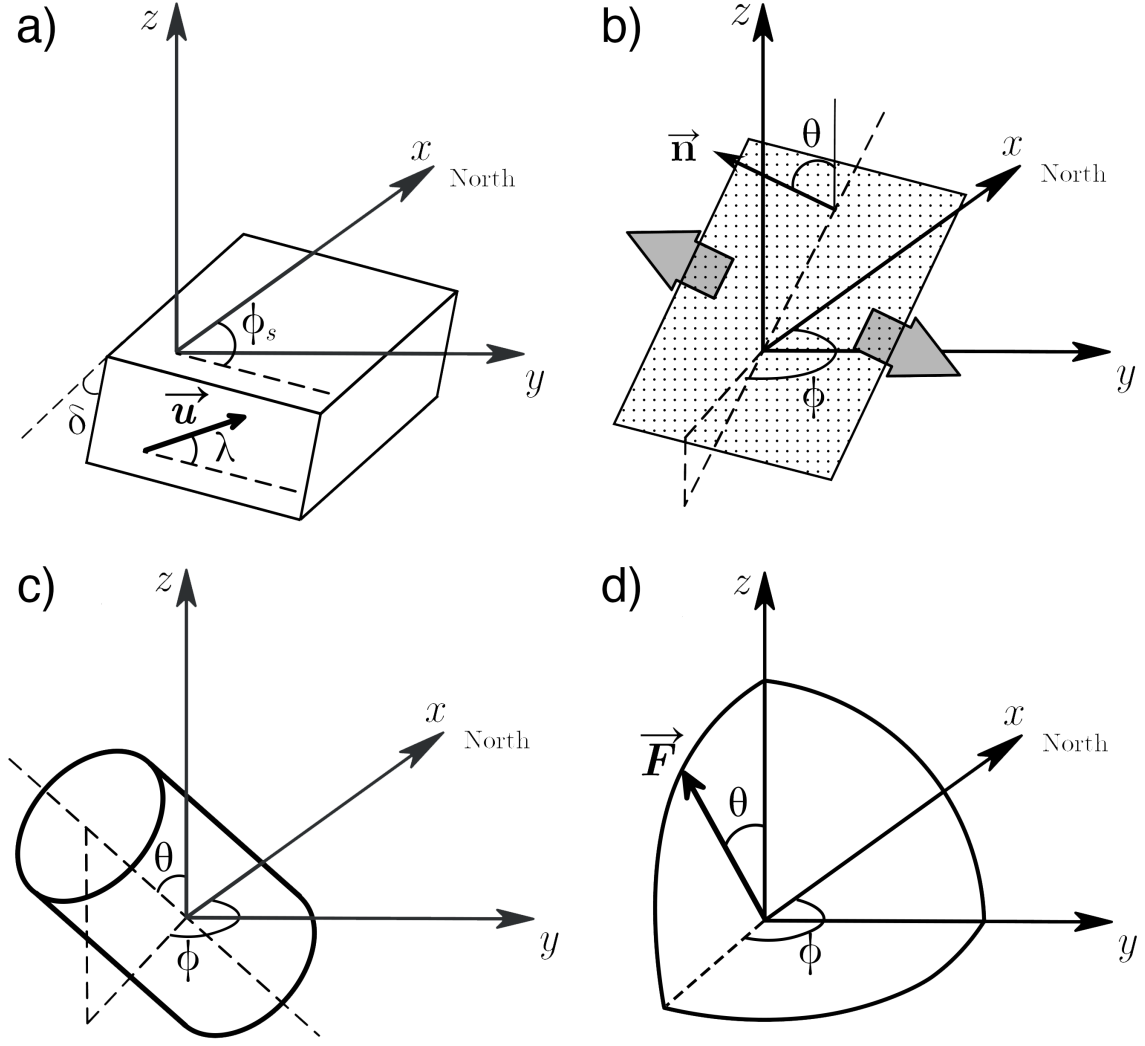 a)
z
x
North
ϕs
y
δ
u
λ
b)
z
θ
n
x
North
y
ϕ
c)
z
x
North
θ
y
ϕ
d)
z
x
North
F
θ
y
ϕ